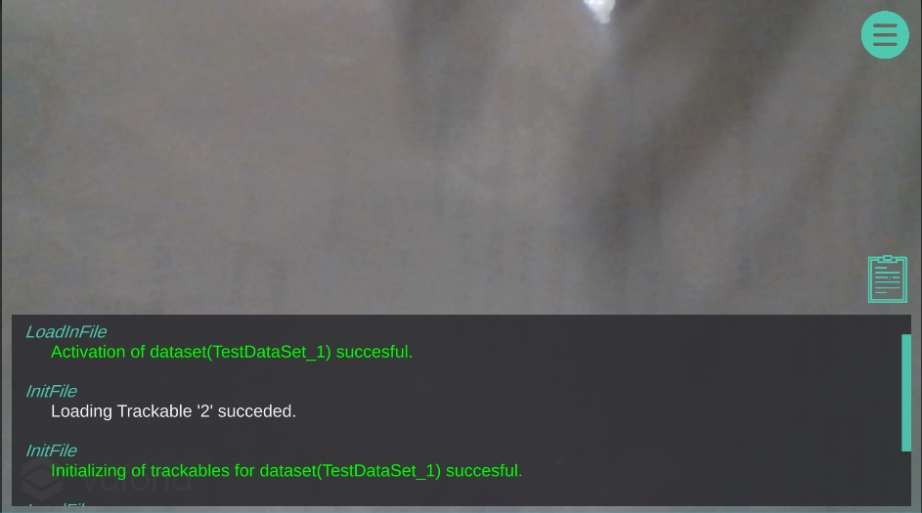 LoadInFile
Activation of dataset(TestDataSet_1) succesful.
InitFile
Loading Trackable '2' succeded.
InitFile
Initializing of trackables for dataset(TestDataSet_1) succesful.